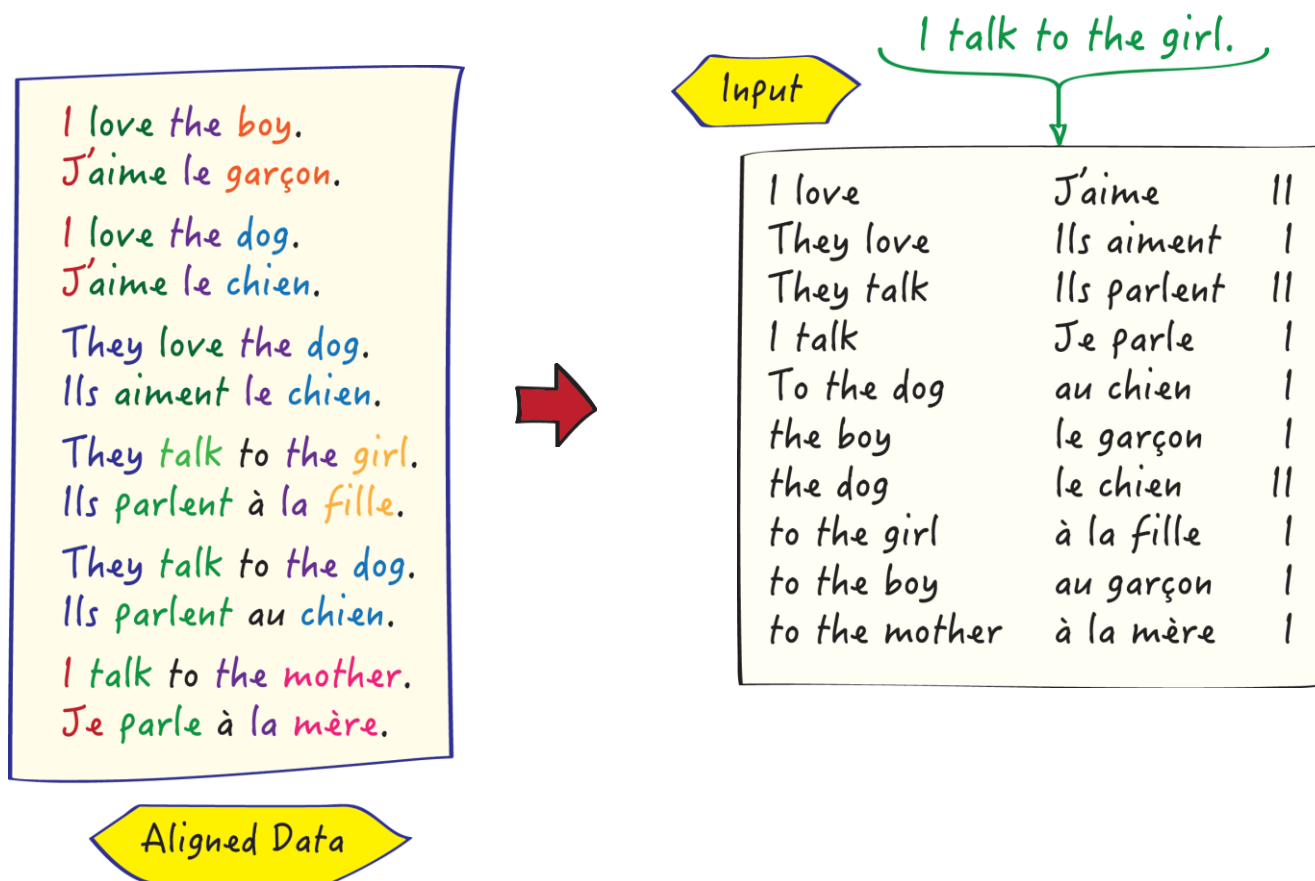 I love the boy.
J'aime le garçon.
I love the dog.
J'aime le chien.
They love the dog.
Ils aiment le chien.
They talk to the girl.
Ils parlent à la fille.
They talk to the dog.
Ils parlent au chien.
I talk to the mother.
Je parle à la mère.
Aligned Data
Input
I talk to the girl.
I love J'aime II
They love Ils aiment I
They talk Ils parlent II
I talk Je parle I
To the dog au chien I
the boy le garçon I
the dog le chien II
to the girl à la fille I
to the boy au garçon I
to the mother à la mère I